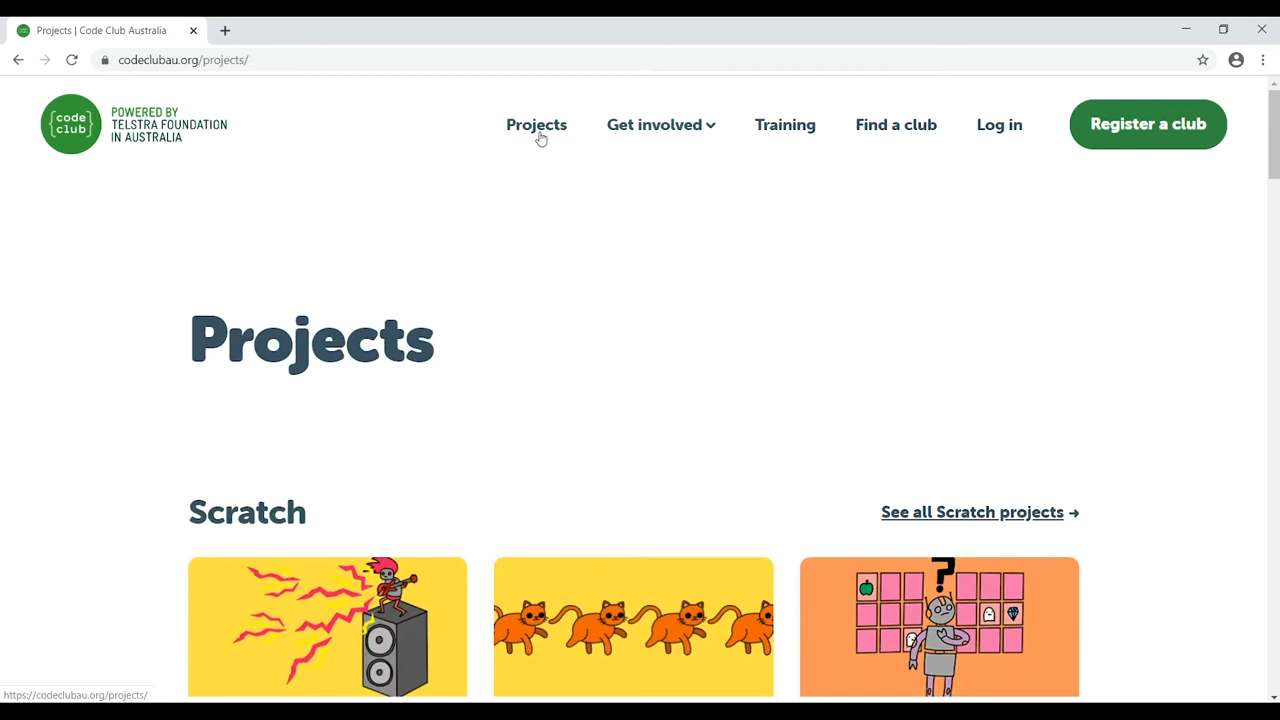 Projects | Code Club Australia
codeclubau.org/projects/
{code club}
POWERED BY
TELSTRA FOUNDATION
IN AUSTRALIA
Projects
Get involved
Training
Find a club
Log in
Register a club
Projects
Scratch
See all Scratch projects →
?
https://codeclubau.org/projects/